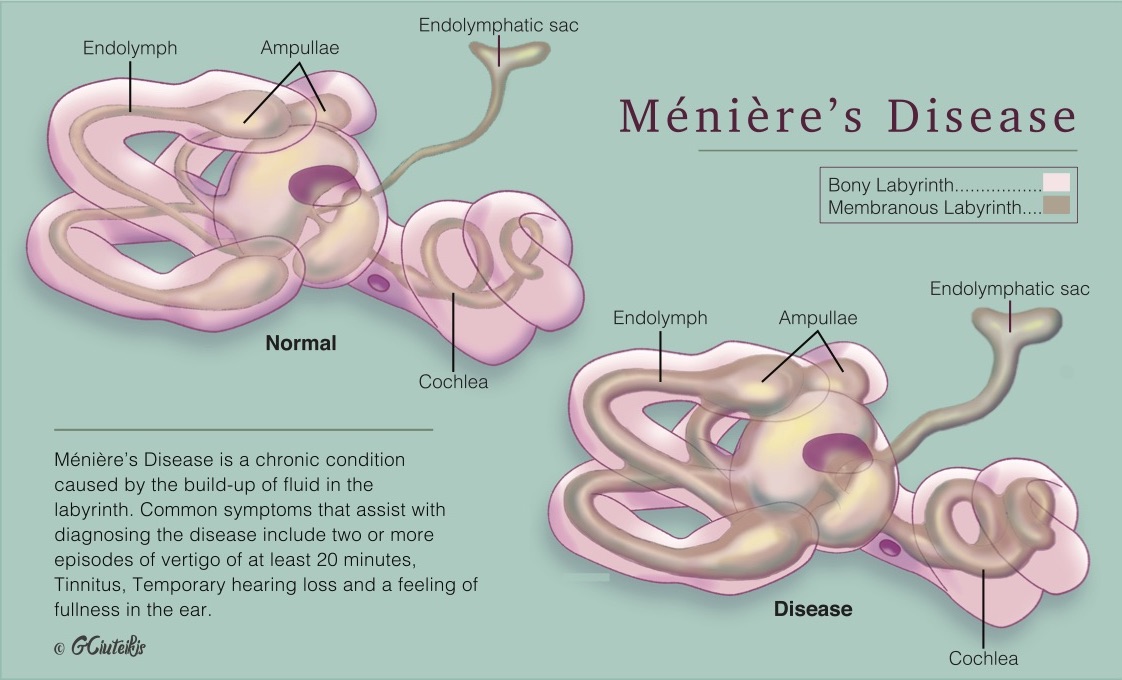 Endolymphatic sac
Endolymph
Ampullae
Ménière’s Disease
Bony Labyrinth.................
Membranous Labyrinth....
Normal
Cochlea
Endolymphatic sac
Endolymph
Ampullae
Disease
Cochlea
Ménière’s Disease is a chronic condition
caused by the build-up of fluid in the
labyrinth. Common symptoms that assist with
diagnosing the disease include two or more
episodes of vertigo of at least 20 minutes,
Tinnitus, Temporary hearing loss and a feeling of
fullness in the ear.
© GCiuteikis